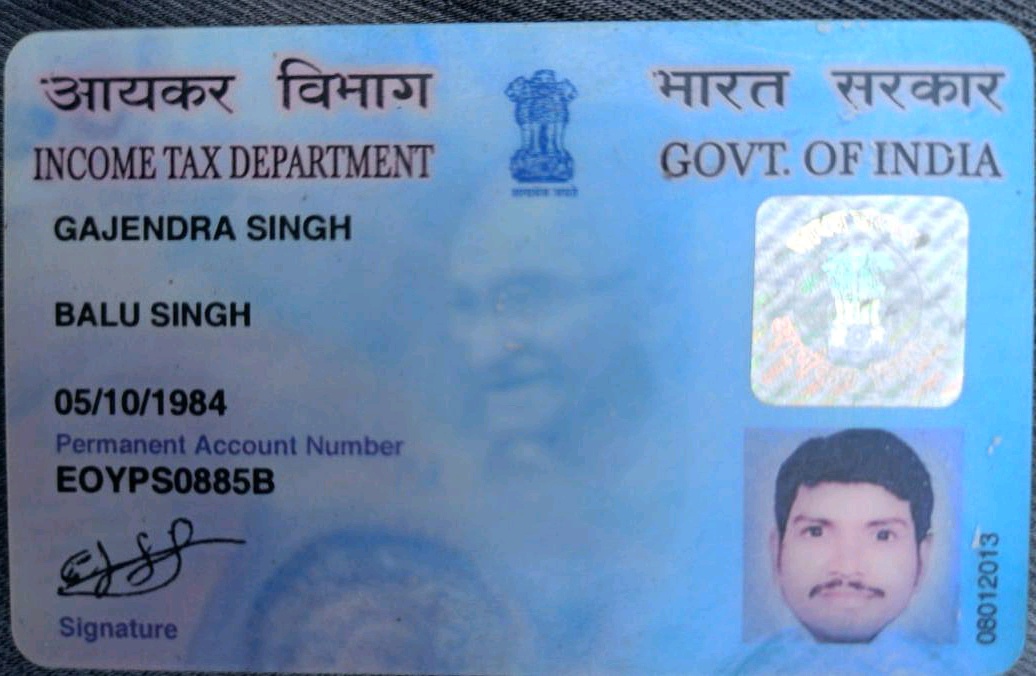 आयकर विभाग
भारत सरकार
INCOME TAX DEPARTMENT
GOVT. OF INDIA
सत्यमेव जयते
GAJENDRA SINGH
BALU SINGH
05/10/1984
Permanent Account Number
EOYPS0885B
Signature
08012013